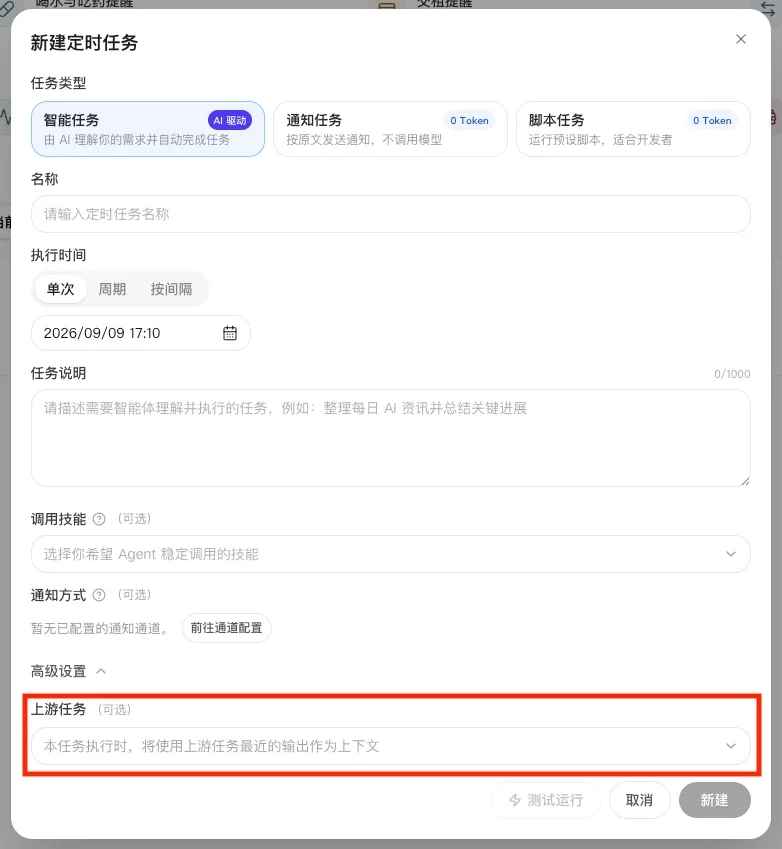 喝水与吃药提醒
交租提醒
新建定时任务
任务类型
智能任务 AI 驱动
由 AI 理解你的需求并自动完成任务
通知任务 0 Token
按原文发送通知，不调用模型
脚本任务 0 Token
运行预设脚本，适合开发者
名称
请输入定时任务名称
执行时间
单次 周期 按间隔
2026/09/09 17:10
任务说明 0/1000
请描述需要智能体理解并执行的任务，例如：整理每日 AI 资讯并总结关键进展
调用技能 ? （可选）
选择你希望 Agent 稳定调用的技能
通知方式 ? （可选）
暂无已配置的通知通道。 前往通道配置
高级设置
上游任务 （可选）
本任务执行时，将使用上游任务最近的输出作为上下文
测试运行 取消 新建